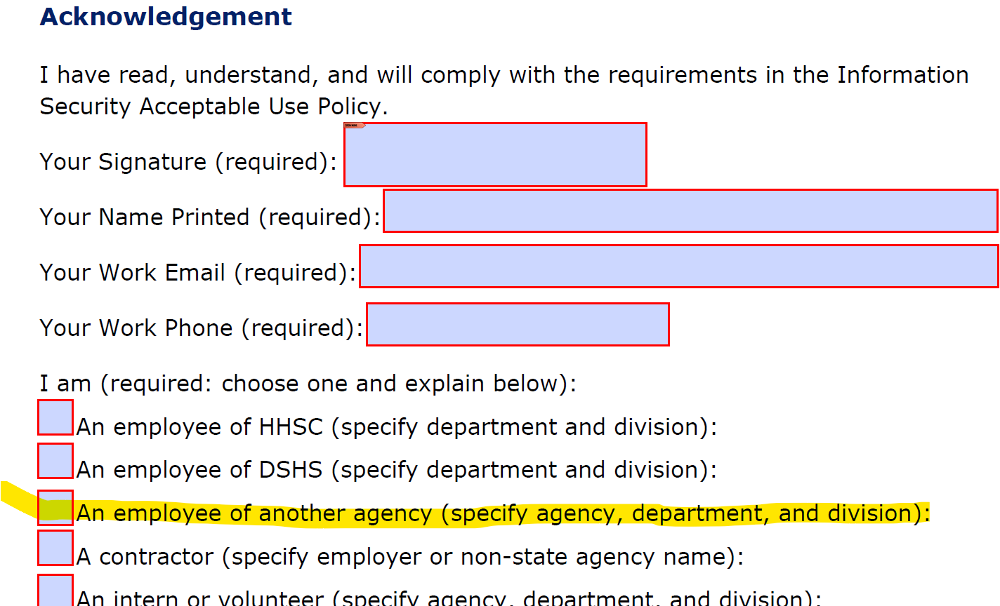 Acknowledgement
I have read, understand, and will comply with the requirements in the Information
Security Acceptable Use Policy.
Your Signature (required):
Your Name Printed (required):
Your Work Email (required):
Your Work Phone (required):
I am (required: choose one and explain below):
An employee of HHSC (specify department and division):
An employee of DSHS (specify department and division):
An employee of another agency (specify agency, department, and division):
A contractor (specify employer or non-state agency name):
An intern or volunteer (specify agency, department, and division):